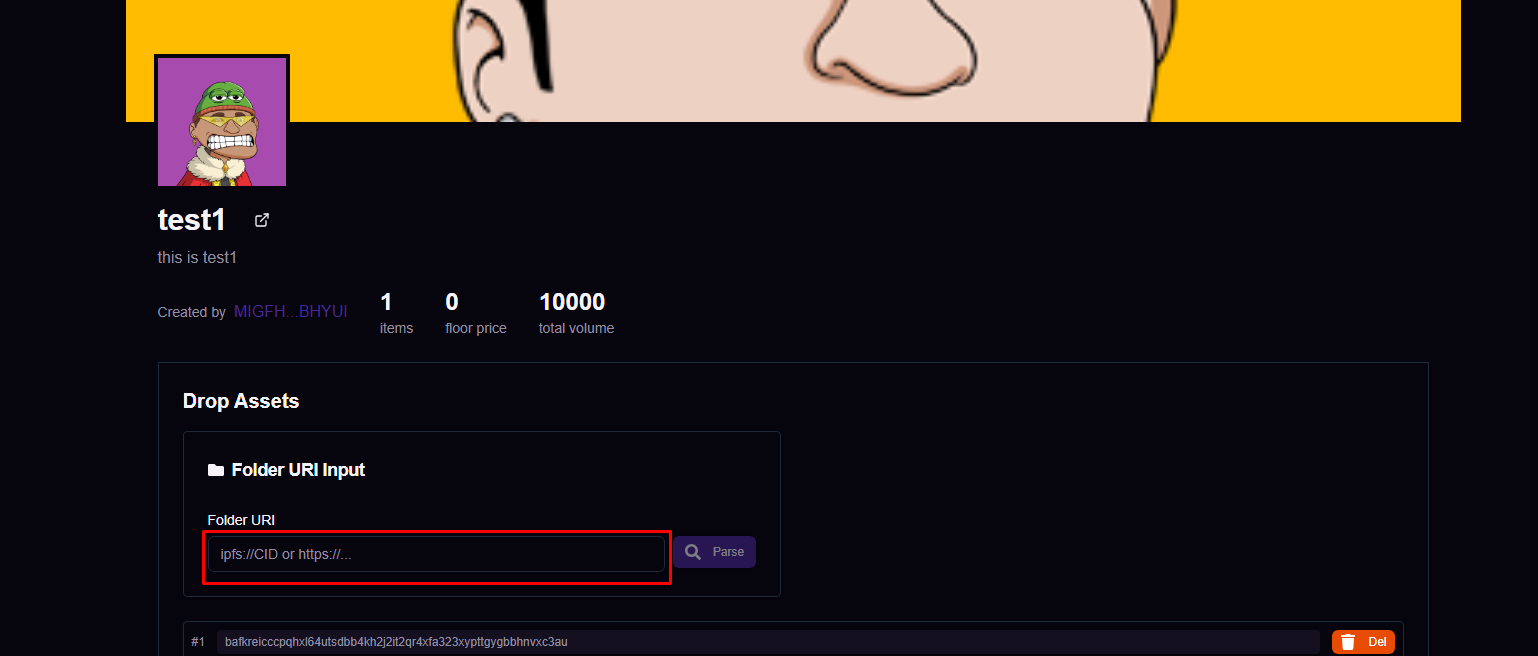 test1
this is test1
Created by MIGFH...BHYUI
1
items
0
floor price
10000
total volume
Drop Assets
Folder URI Input
Folder URI
ipfs://CID or https://...
Parse
#1 bafkreicccpqhxl64utsdbb4kh2j2it2qr4xfa323xypttgygbbhnvxc3au Del